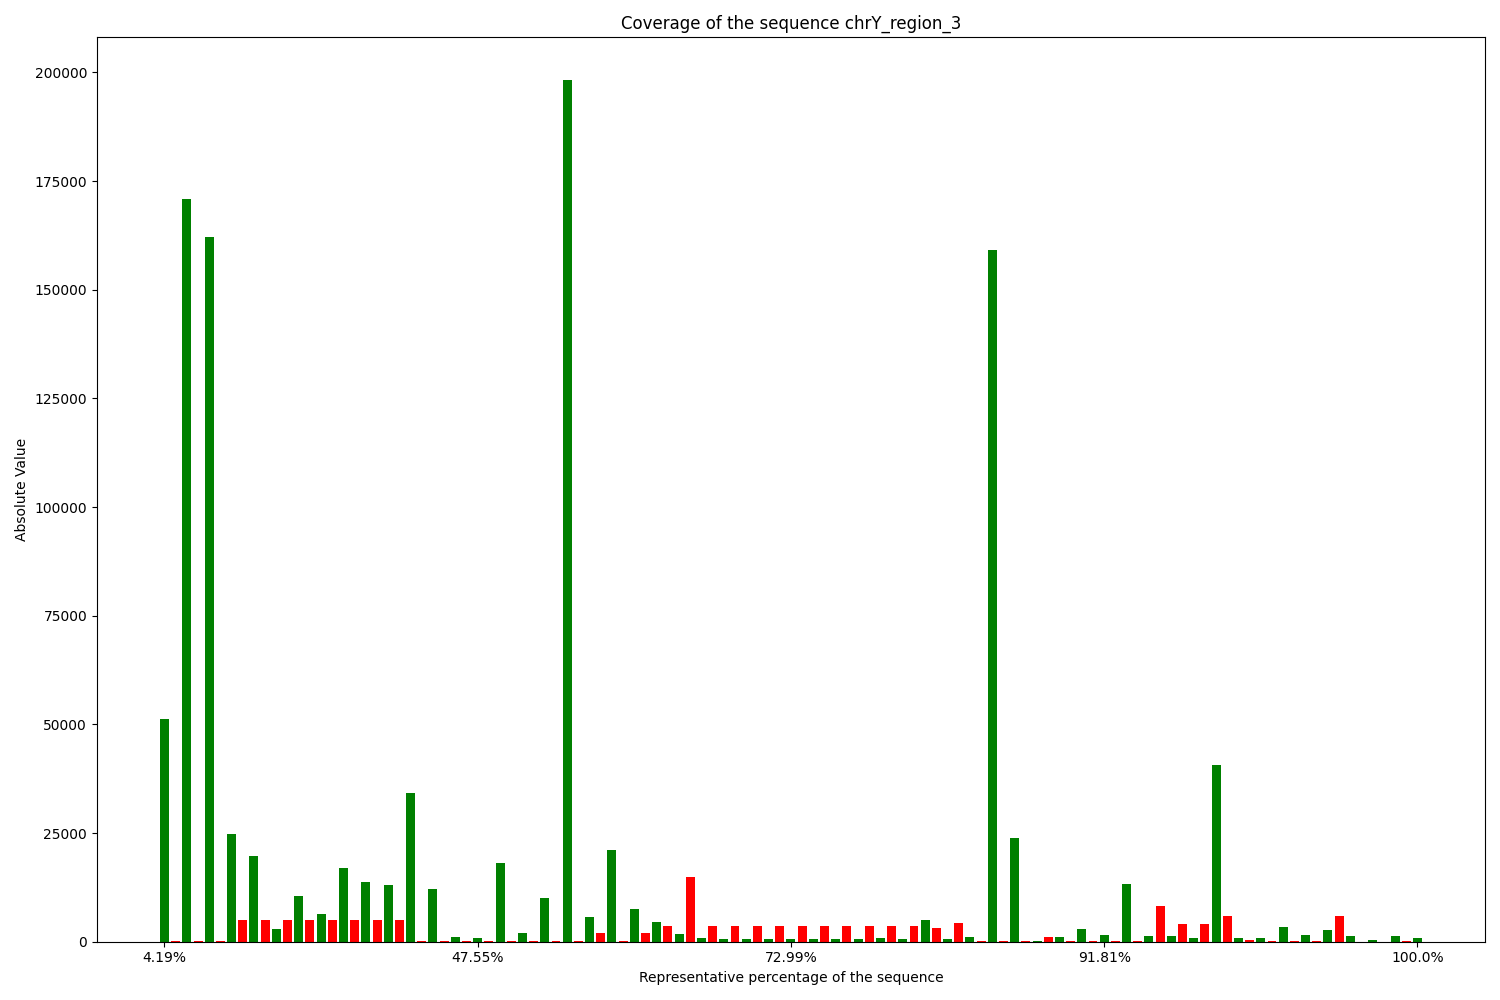 Coverage of the sequence chrY_region_3
200000
175000
150000
125000
100000
75000
50000
25000
0
Absolute Value
4.19% 47.55% 72.99% 91.81% 100.0%
Representative percentage of the sequence